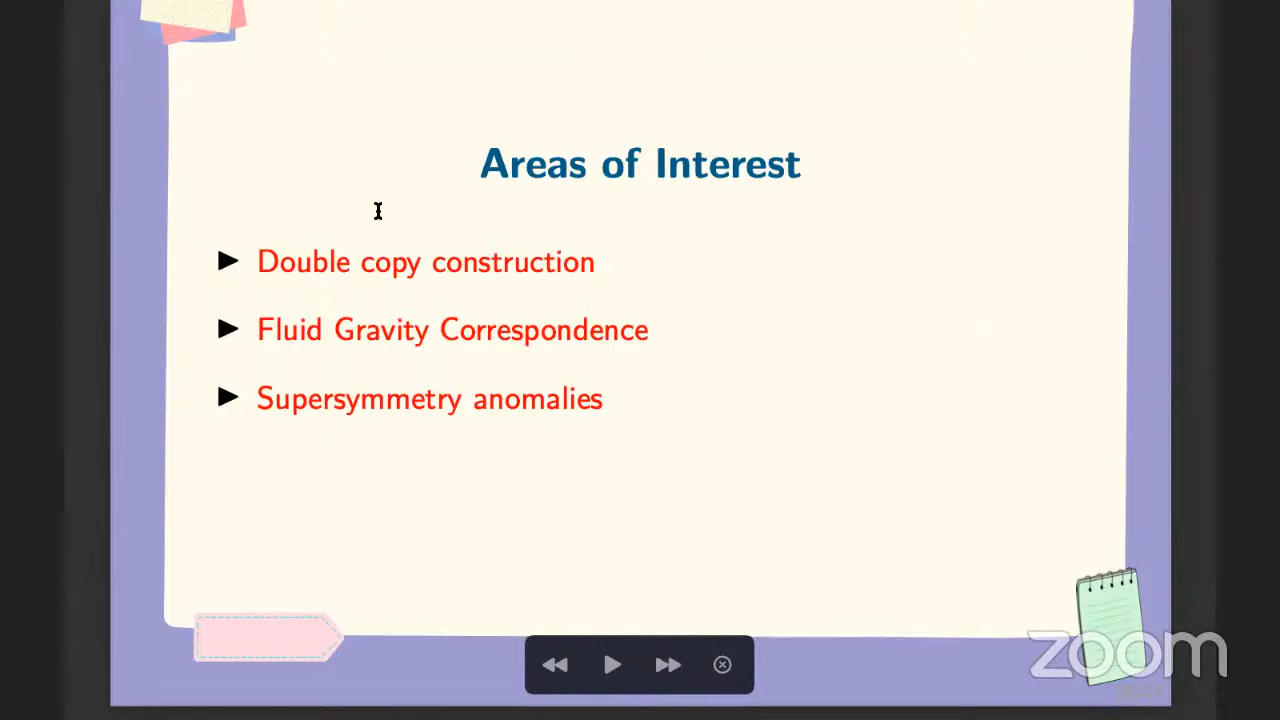 Areas of Interest
▶ Double copy construction
▶ Fluid Gravity Correspondence
▶ Supersymmetry anomalies
zoom